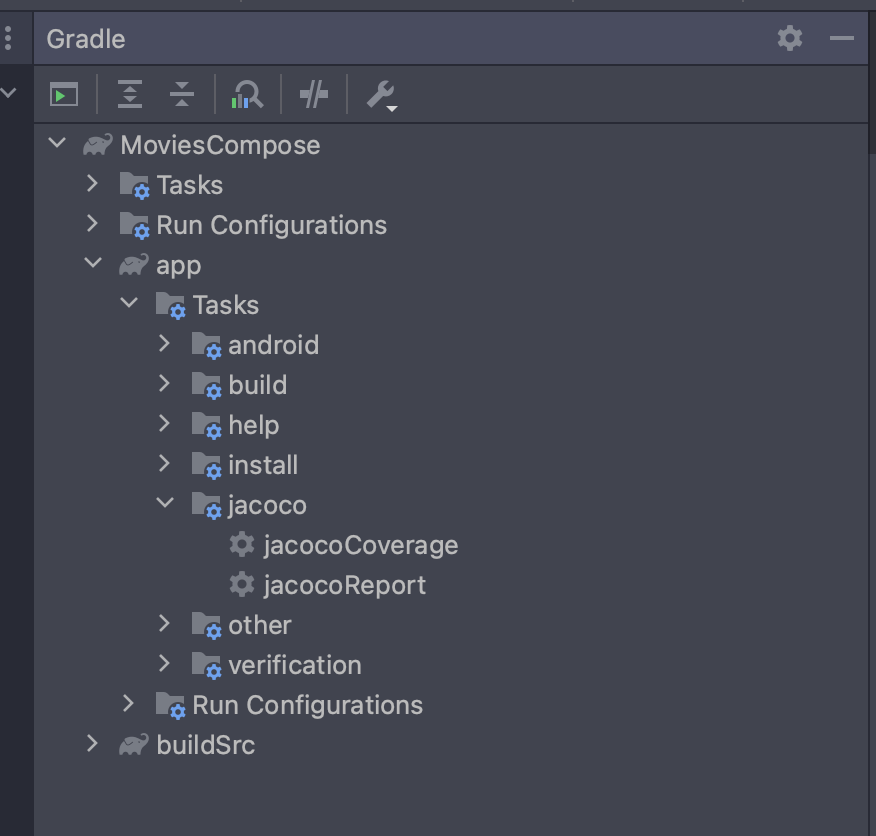 Gradle
MoviesCompose
Tasks
Run Configurations
app
Tasks
android
build
help
install
jacoco
jacocoCoverage
jacocoReport
other
verification
Run Configurations
buildSrc